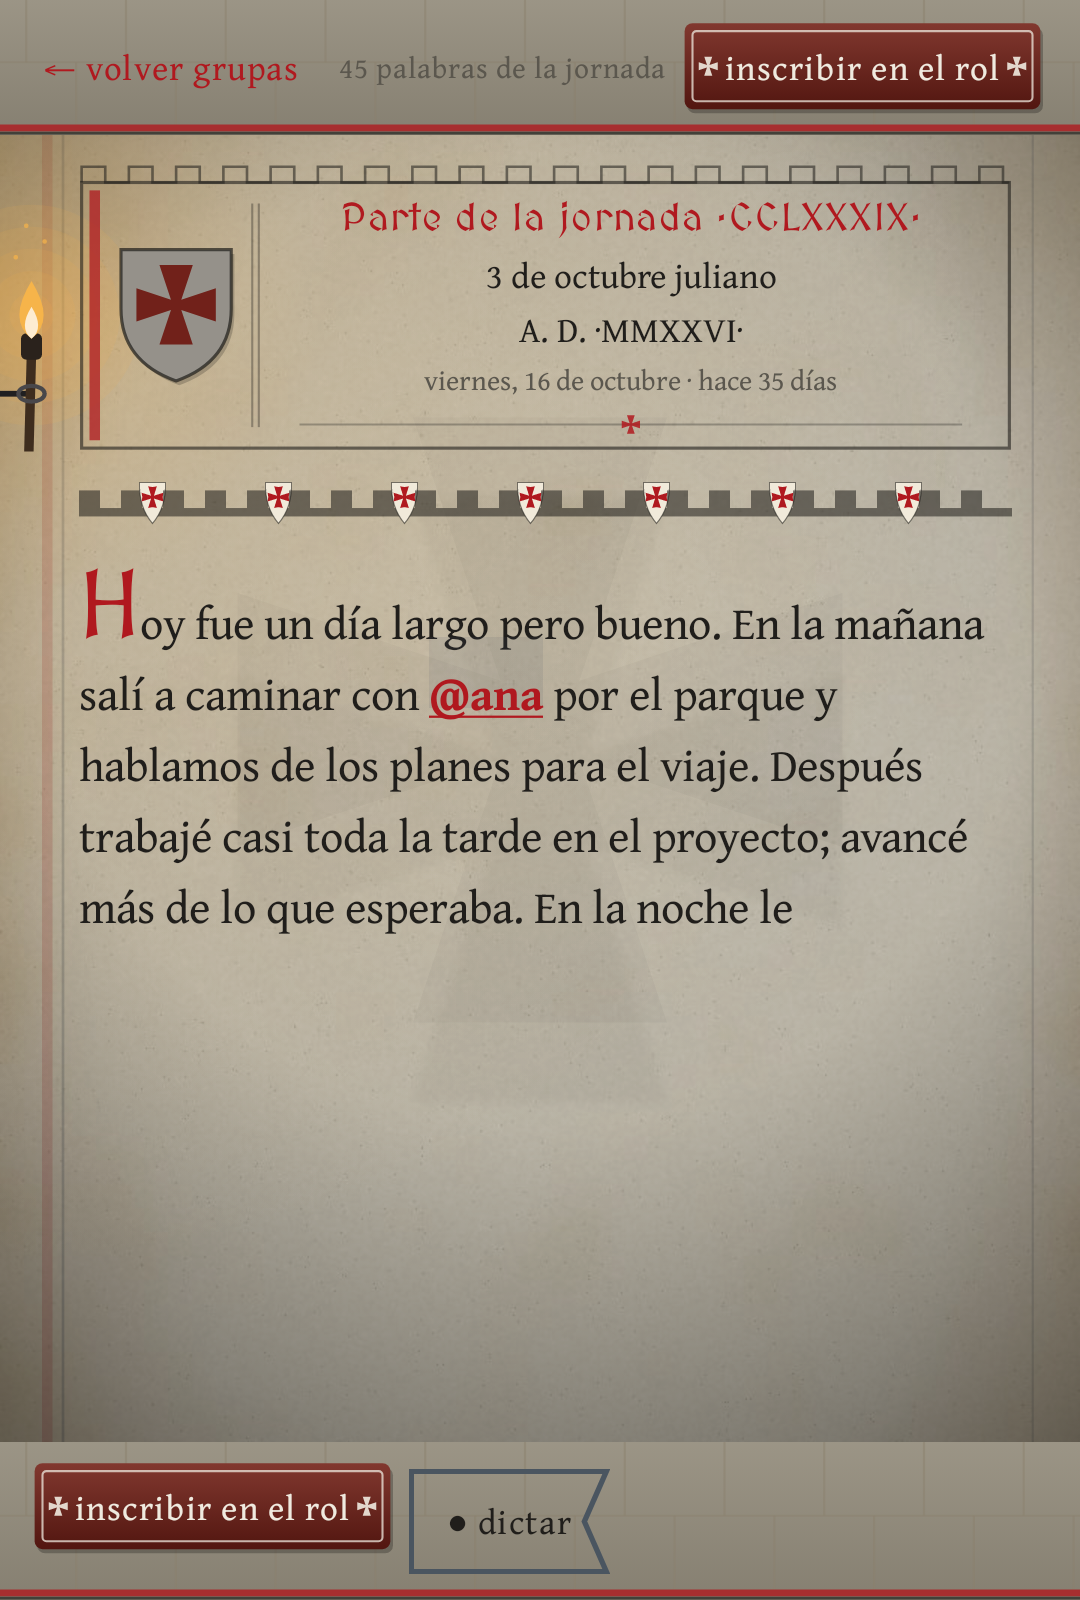 ← volver grupas
45 palabras de la jornada
inscribir en el rol
Parte de la jornada ·CCLXXXIX·
3 de octubre juliano
A. D. ·MMXXVI·
viernes, 16 de octubre · hace 35 días
Hoy fue un día largo pero bueno. En la mañana
salí a caminar con @ana por el parque y
hablamos de los planes para el viaje. Después
trabajé casi toda la tarde en el proyecto; avancé
más de lo que esperaba. En la noche le
inscribir en el rol
• dictar